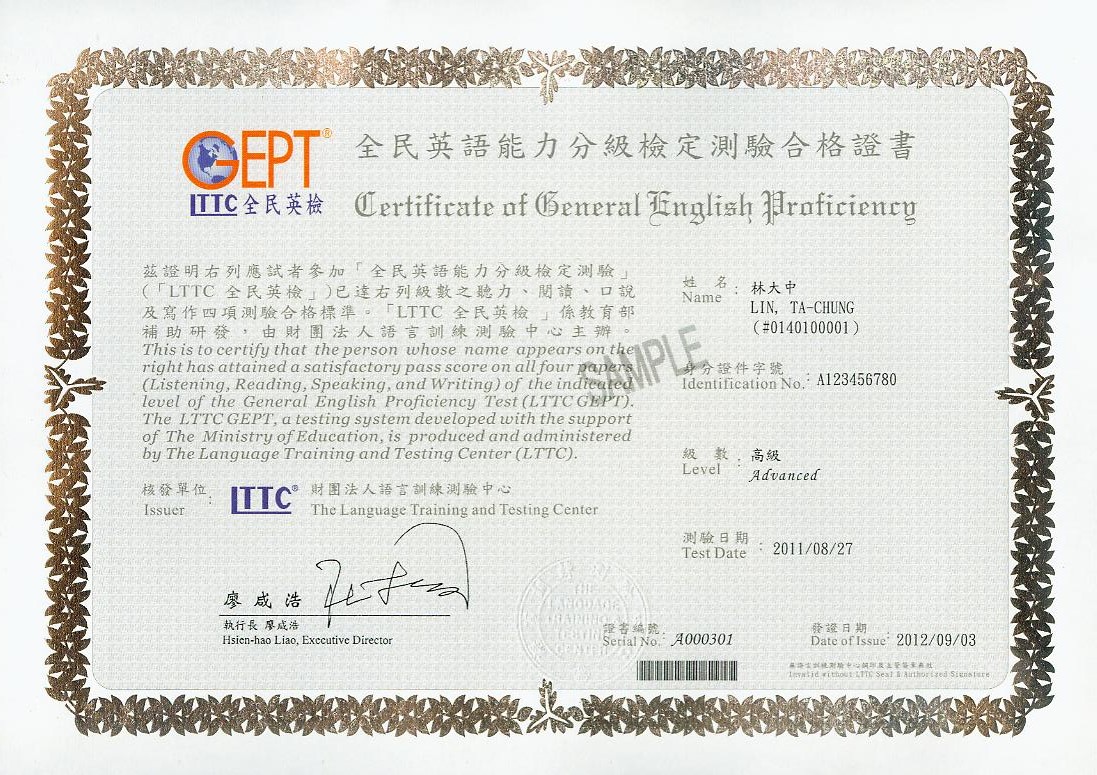 GEPT®
LTTC 全民英檢
全民英語能力分級檢定測驗合格證書
Certificate of General English Proficiency
茲證明右列應試者參加「全民英語能力分級檢定測驗」
(「LTTC 全民英檢」)已達右列級數之聽力、閱讀、口說
及寫作四項測驗合格標準。「LTTC 全民英檢」係教育部
補助研發，由財團法人語言訓練測驗中心主辦。
This is to certify that the person whose name appears on the
right has attained a satisfactory pass score on all four papers
(Listening, Reading, Speaking, and Writing) of the indicated
level of the General English Proficiency Test (LTTC GEPT).
The LTTC GEPT, a testing system developed with the support
of The Ministry of Education, is produced and administered
by The Language Training and Testing Center (LTTC).
核發單位
Issuer :
LTTC® 財團法人語言訓練測驗中心
The Language Training and Testing Center
廖咸浩
執行長 廖咸浩
Hsien-hao Liao, Executive Director
姓名
Name : 林大中
LIN, TA-CHUNG
(#0140100001)
SAMPLE
身分證件字號
Identification No. : A123456780
級數
Level : 高級
Advanced
測驗日期
Test Date : 2011/08/27
THE
LANGUAGE
TRAINING
TESTING
CENTER
證書編號
Serial No. : A000301
發證日期
Date of Issue : 2012/09/03
無語言訓練測驗中心鋼印及主管簽章無效
Invalid without LTTC Seal & Authorized Signature